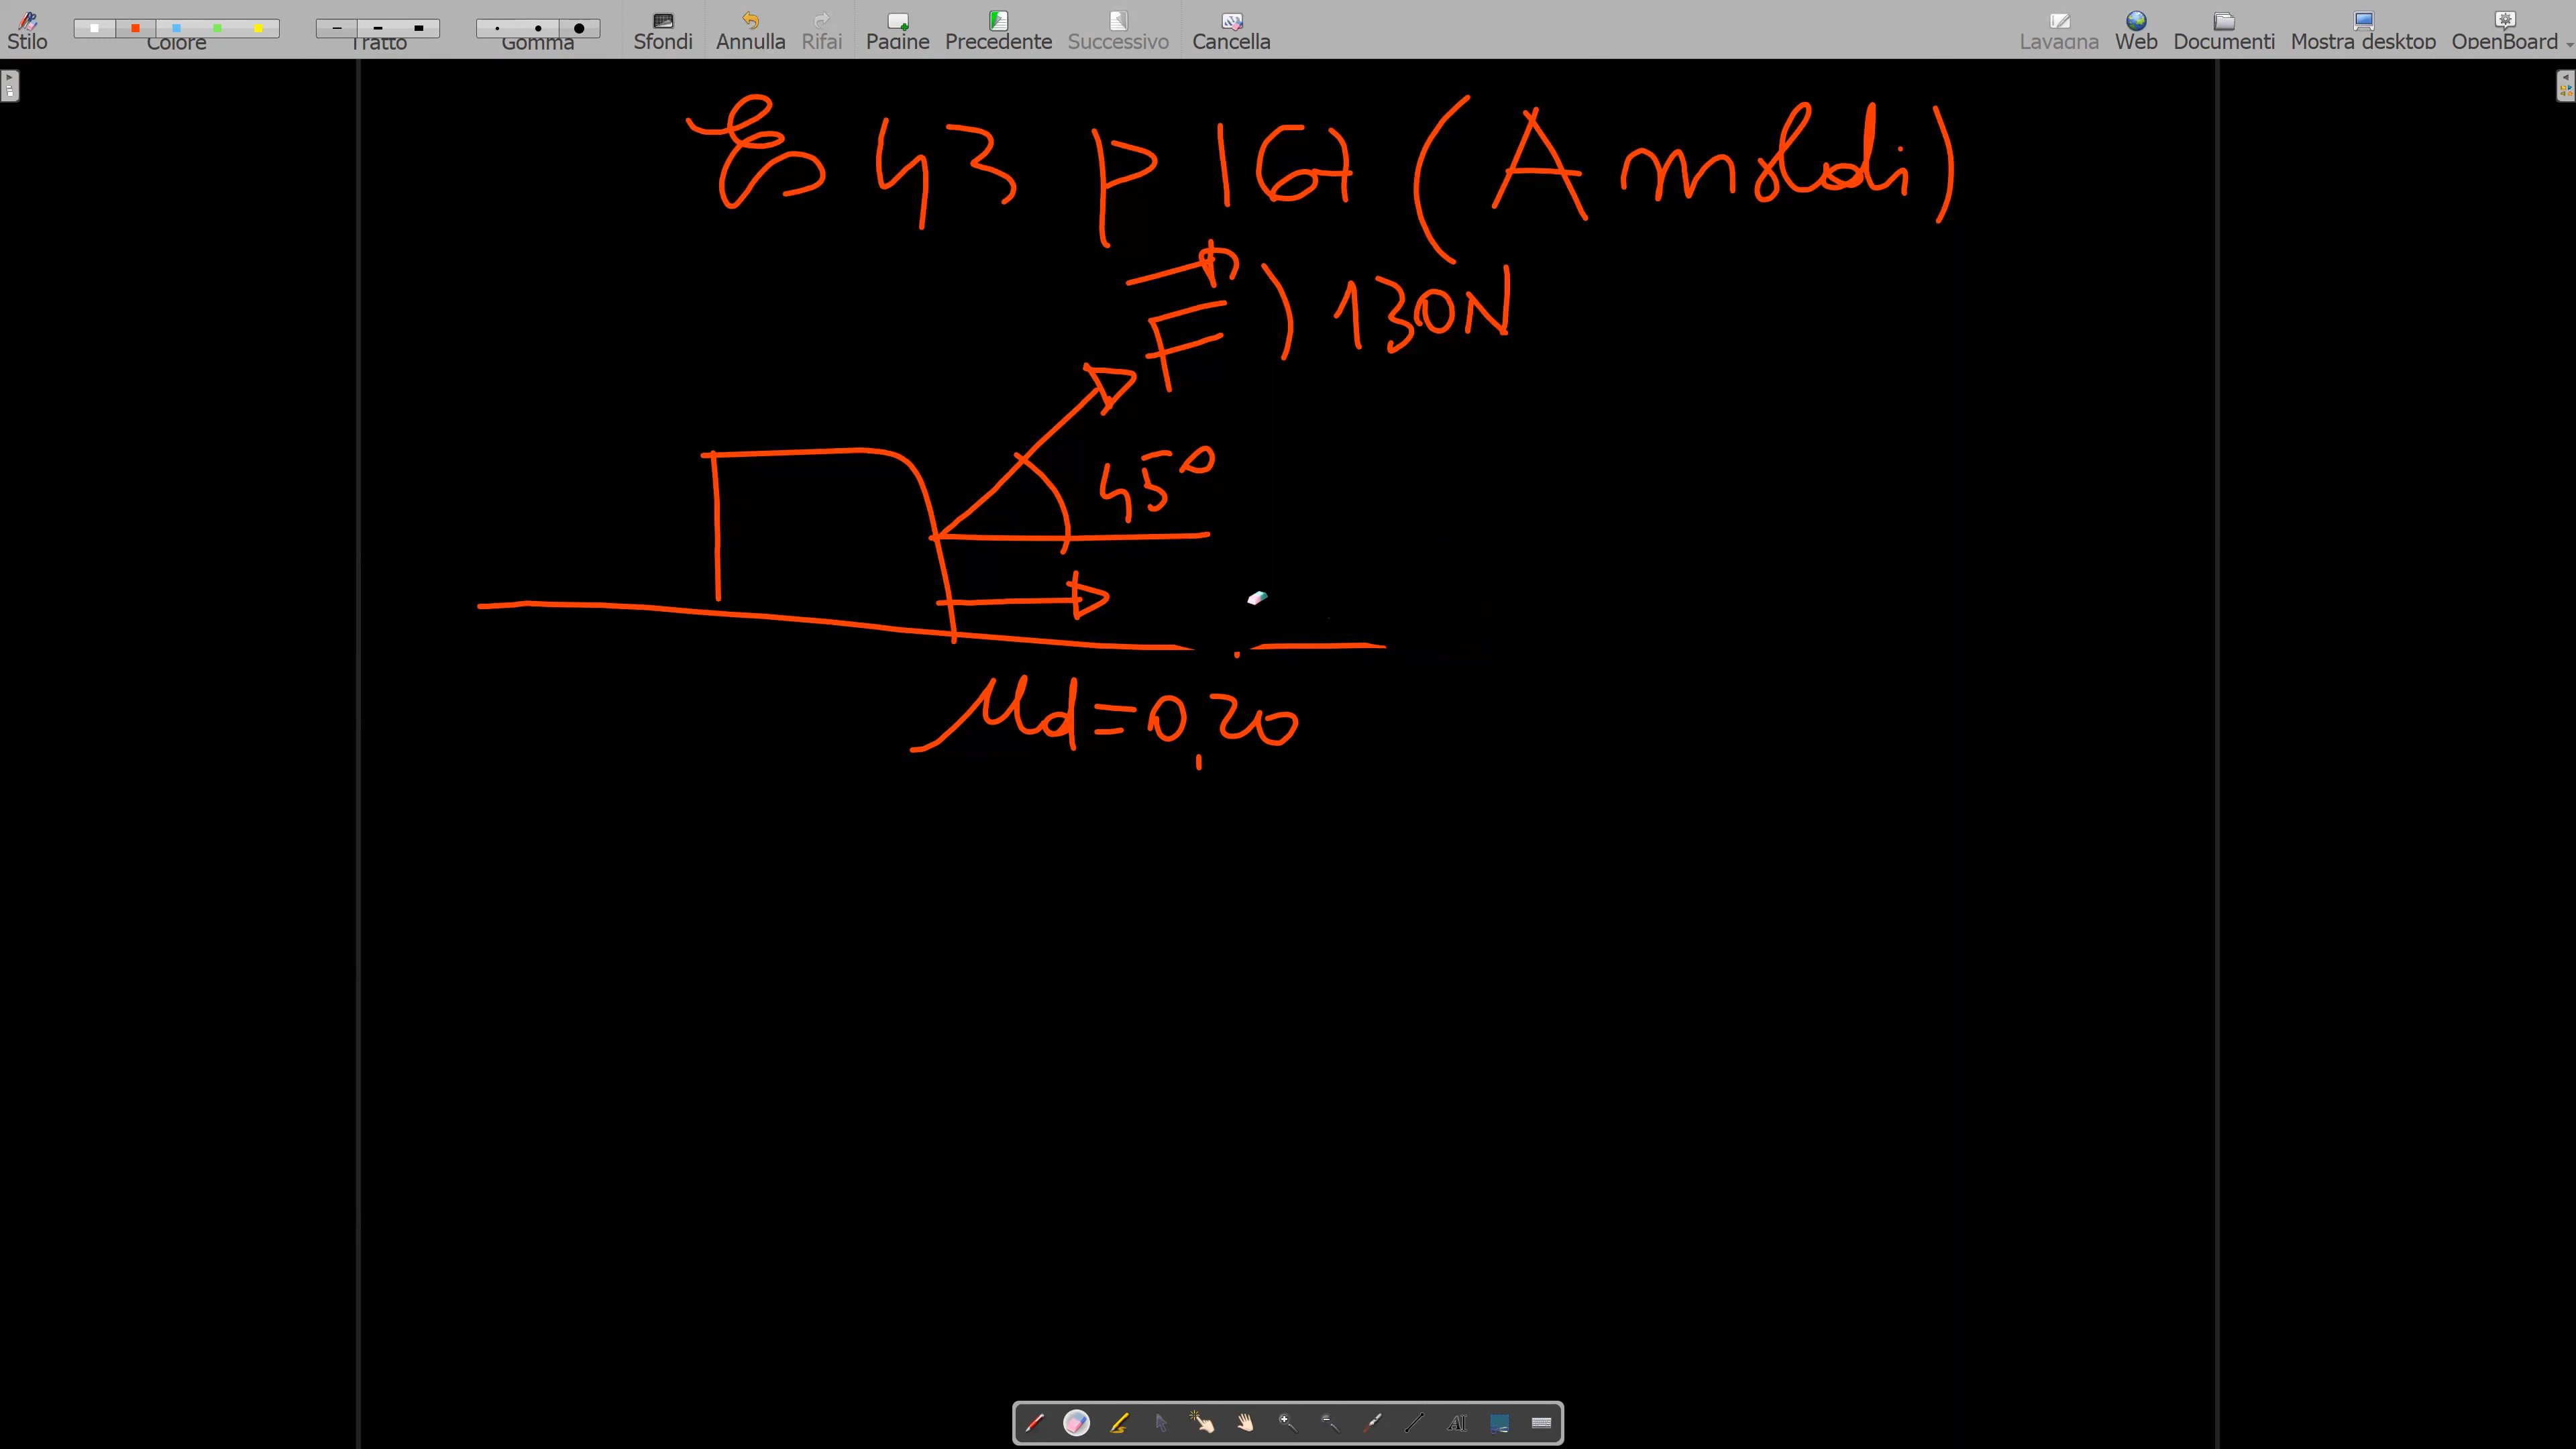 Stilo Colore Tratto Gomma Sfondi Annulla Rifai Pagine Precedente Successivo Cancella Lavagna Web Documenti Mostra desktop OpenBoard
Es 43 p 167 (Amaldi)
F) 130N
45°
μd=0,20